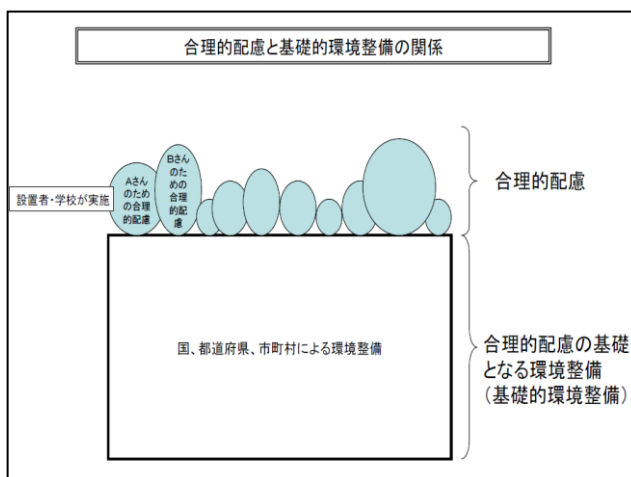 合理的配慮と基礎的環境整備の関係
設置者・学校が実施
Aさん
のため
の合理
的配慮
Bさん
のた
めの
合理
的配
慮
合理的配慮
国、都道府県、市町村による環境整備
合理的配慮の基礎
となる環境整備
(基礎的環境整備)